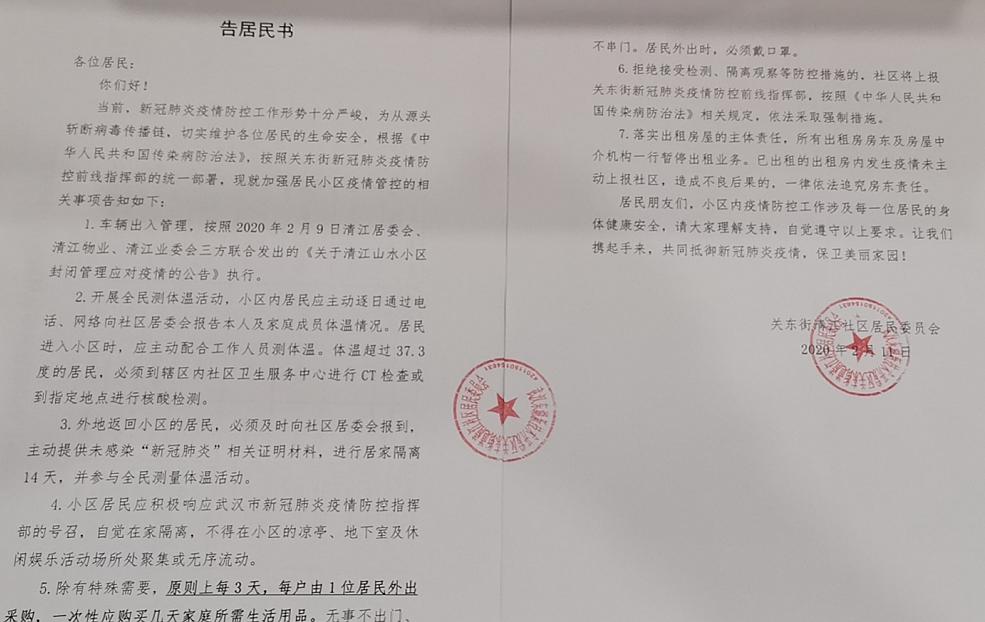 告居民书
各位居民：
你们好！
当前，新冠肺炎疫情防控工作形势十分严峻，为从源头
斩断病毒传播链，切实维护各位居民的生命安全，根据《中
华人民共和国传染病防治法》，按照关东街新冠肺炎疫情防
控前线指挥部的统一部署，现就加强居民小区疫情管控的相
关事项告知如下：
1.车辆出入管理，按照 2020 年 2 月 9 日清江居委会、
清江物业、清江业委会三方联合发出的《关于清江山水小区
封闭管理应对疫情的公告》执行。
2.开展全民测体温活动，小区内居民应主动逐日通过电
话、网络向社区居委会报告本人及家庭成员体温情况。居民
进入小区时，应主动配合工作人员测体温。体温超过 37.3
度的居民，必须到辖区内社区卫生服务中心进行 CT 检查或
到指定地点进行核酸检测。
3.外地返回小区的居民，必须及时向社区居委会报到，
主动提供未感染“新冠肺炎”相关证明材料，进行居家隔离
14 天，并参与全民测量体温活动。
4.小区居民应积极响应武汉市新冠肺炎疫情防控指挥
部的号召，自觉在家隔离，不得在小区的凉亭、地下室及休
闲娱乐活动场所处聚集或无序流动。
5.除有特殊需要，原则上每 3 天，每户由 1 位居民外出
采购，一次性应购买几天家庭所需生活用品。无事不出门、
不串门。居民外出时，必须戴口罩。
6.拒绝接受检测、隔离观察等防控措施的，社区将上报
关东街新冠肺炎疫情防控前线指挥部，按照《中华人民共和
国传染病防治法》相关规定，依法采取强制措施。
7.落实出租房屋的主体责任，所有出租房房东及房屋中
介机构一行暂停出租业务。已出租的出租房内发生疫情未主
动上报社区，造成不良后果的，一律依法追究房东责任。
居民朋友们，小区内疫情防控工作涉及每一位居民的身
体健康安全，请大家理解支持，自觉遵守以上要求。让我们
携起手来，共同抵御新冠肺炎疫情，保卫美丽家园！
关东街清江社区居民委员会
2020 年 2 月 11 日